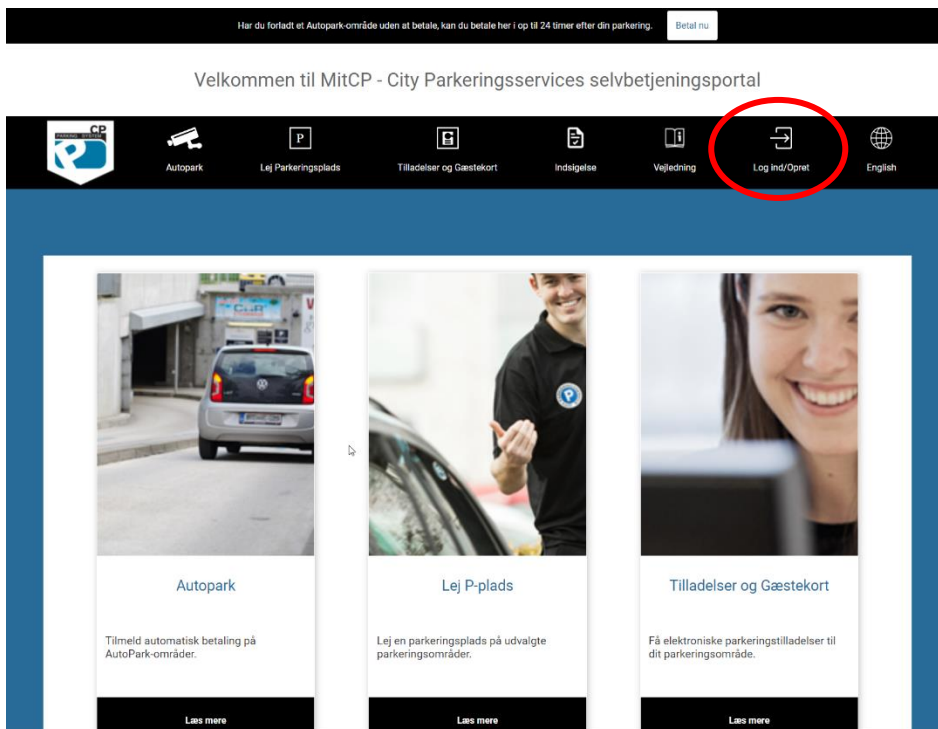 Har du forladt et Autopark-område uden at betale, kan du betale her i op til 24 timer efter din parkering.
Betal nu
Velkommen til MitCP - City Parkeringsservices selvbetjeningsportal
CP
PARKING SYSTEM
P
Autopark
Lej Parkeringsplads
Tilladelser og Gæstekort
Indsigelse
Vejledning
Log ind/Opret
English
Autopark
Lej P-plads
Tilladelser og Gæstekort
Tilmeld automatisk betaling på
AutoPark-områder.
Lej en parkeringsplads på udvalgte
parkeringsområder.
Få elektroniske parkeringstilladelser til
dit parkeringsområde.
Læs mere
Læs mere
Læs mere